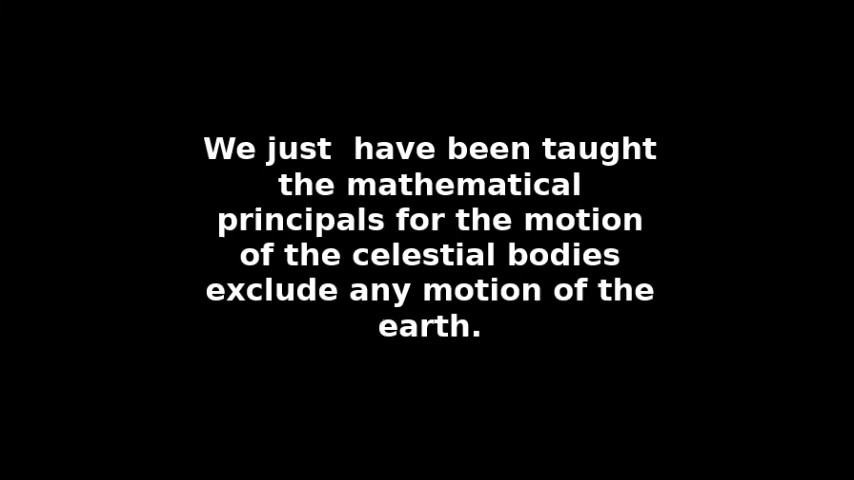 We just  have been taught
the mathematical
principals for the motion
of the celestial bodies
exclude any motion of the
earth.